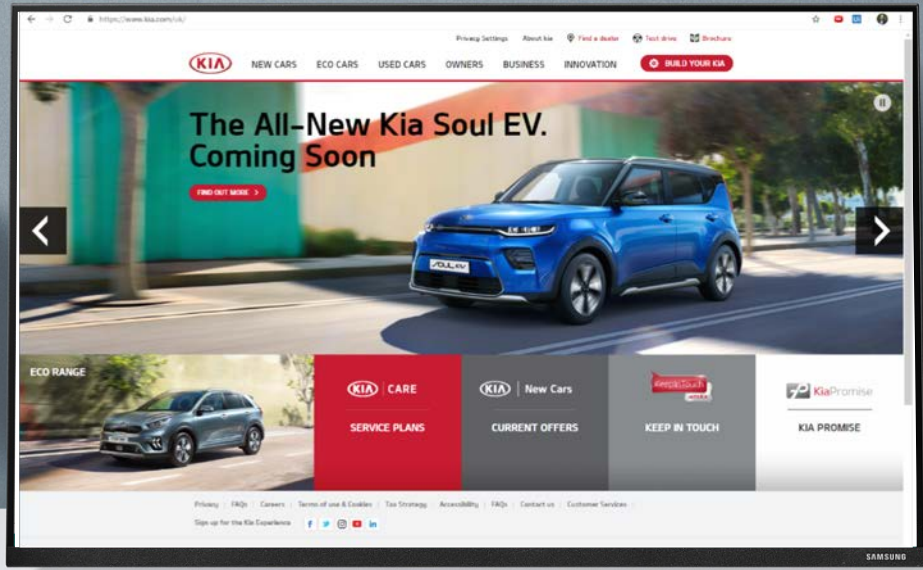 https://www.kia.com/uk/
Privacy Settings About kia Find a dealer Test drive Brochure
KIA NEW CARS ECO CARS USED CARS OWNERS BUSINESS INNOVATION BUILD YOUR KIA
The All-New Kia Soul EV.
Coming Soon
FIND OUT MORE >
SOUL EV
ECO RANGE
KIA CARE
SERVICE PLANS
KIA New Cars
CURRENT OFFERS
KeepinTouch
KEEP IN TOUCH
KiaPromise
KIA PROMISE
Privacy FAQs Careers Terms of use & Cookies Tax Strategy Accessibility FAQs Contact us Customer Services
Sign up for the Kia Experience
SAMSUNG